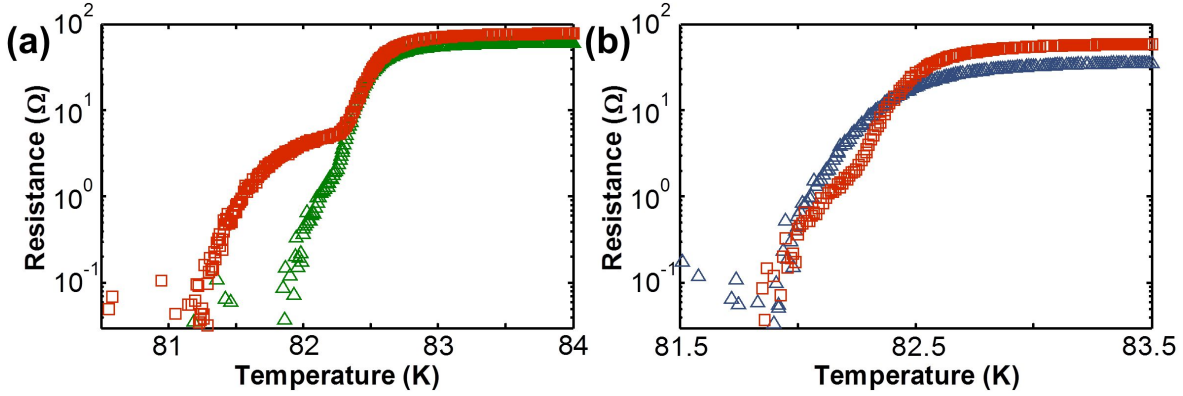 (a)
Resistance (Ω)
10²
10¹
10⁰
10⁻¹
81
82
83
84
Temperature (K)
(b)
Resistance (Ω)
10²
10¹
10⁰
10⁻¹
81.5
82.5
83.5
Temperature (K)